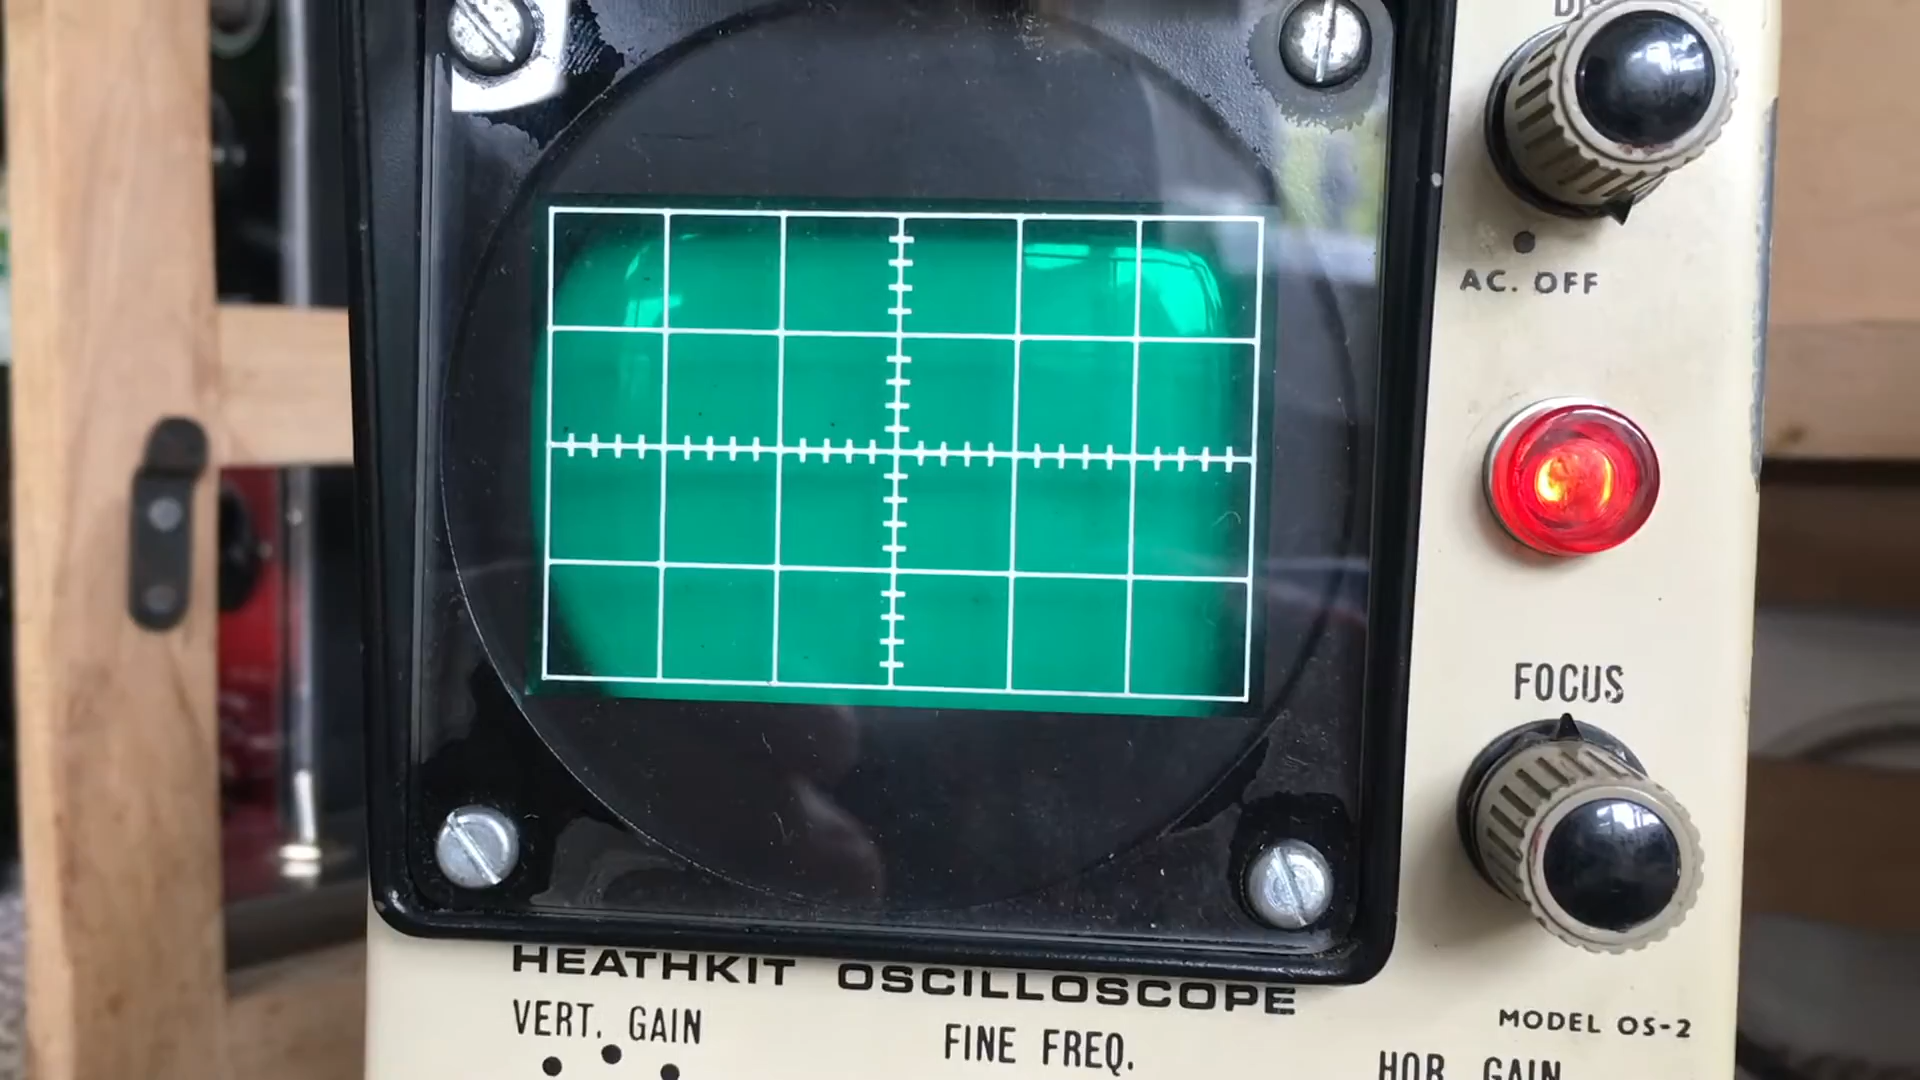 AC. OFF
FOCUS
HEATHKIT OSCILLOSCOPE
MODEL OS-2
VERT. GAIN
FINE FREQ.
HOR. GAIN